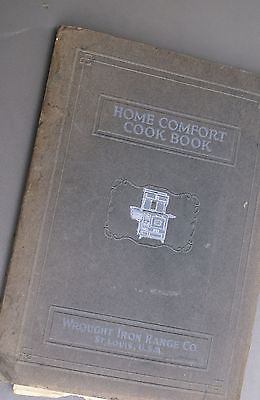 HOME COMFORT
COOK BOOK
WROUGHT IRON RANGE CO.
ST. LOUIS, U.S.A.